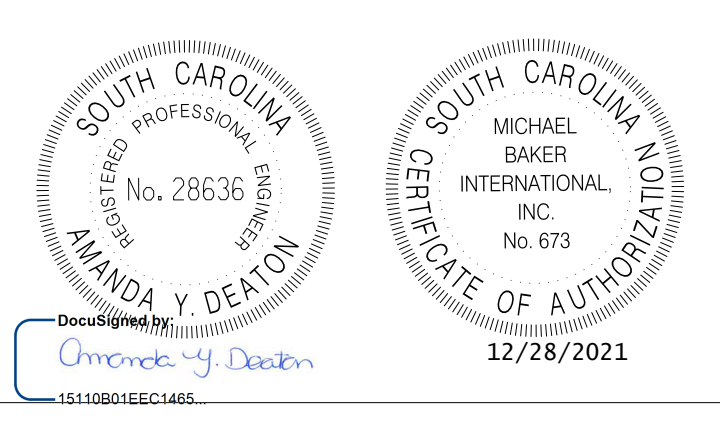 SOUTH CAROLINA
REGISTERED PROFESSIONAL ENGINEER
No. 28636
AMANDA Y. DEATON
DocuSigned by:
Amanda Y. Deaton
15110B01EEC1465...
SOUTH CAROLINA
CERTIFICATE OF AUTHORIZATION
MICHAEL
BAKER
INTERNATIONAL,
INC.
No. 673
12/28/2021